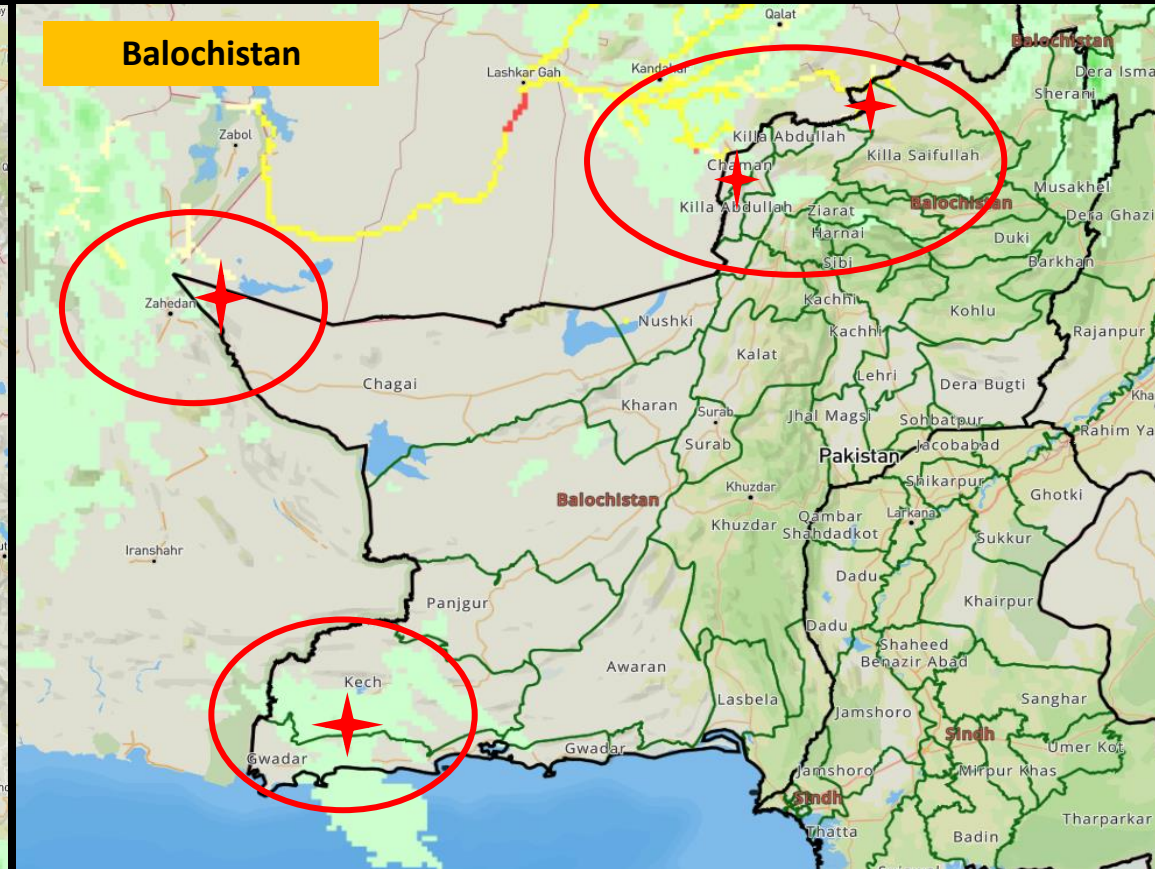 Balochistan
Qalat
Balochistan
Dera Isma
Lashkar Gah
Kandahar
Sherani
Zabol
Killa Abdullah
Killa Saifullah
Chaman
Musakhel
Killa Abdullah
Ziarat
Balochistan
Dera Ghazi
Harnai
Duki
Sibi
Barkhan
Zahedan
Kachhi
Nushki
Kohlu
Kachhi
Rajanpur
Kalat
Chagai
Lehri
Dera Bugti
Kharan
Surab
Jhal Magsi
Sohbatpur
Rahim Ya
Surab
Jacobabad
Pakistan
Shikarpur
Khuzdar
Ghotki
Balochistan
Larkana
Qambar
Shahdadkot
Khuzdar
Sukkur
Iranshahr
Dadu
Panjgur
Khairpur
Dadu
Shaheed
Benazir Abad
Awaran
Kech
Lasbela
Sanghar
Jamshoro
Sindh
Umer Kot
Gwadar
Gwadar
Jamshoro
Mirpur Khas
Sindh
Tharparkar
Thatta
Badin